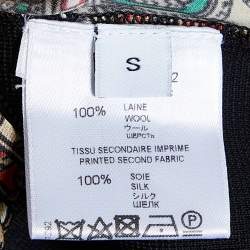 S
2
100% LAINE
WOOL
ウール
ШЕРСТЬ
TISSU SECONDAIRE IMPRIME
PRINTED SECOND FABRIC
100% SOIE
SILK
シルク
ШЕЛК